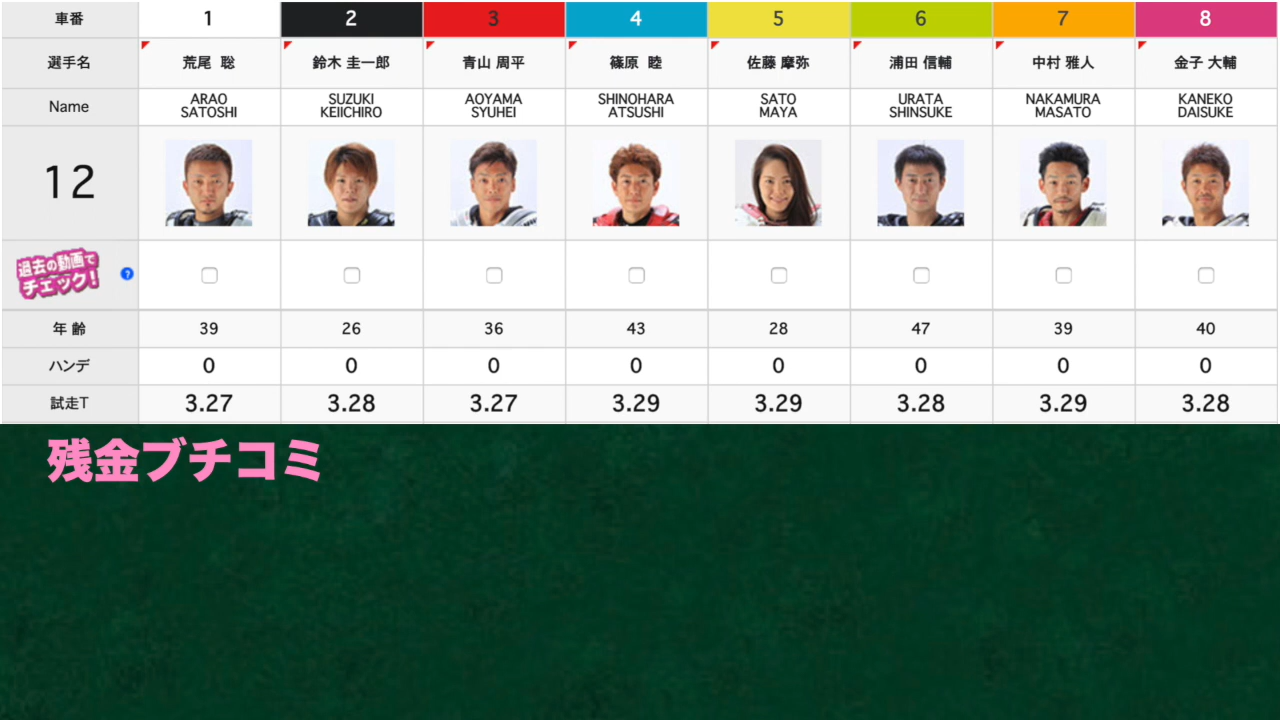 車番 1 2 3 4 5 6 7 8
選手名 荒尾 聡 鈴木 圭一郎 青山 周平 篠原 睦 佐藤 摩弥 浦田 信輔 中村 雅人 金子 大輔
Name ARAO SATOSHI SUZUKI KEIICHIRO AOYAMA SYUHEI SHINOHARA ATSUSHI SATO MAYA URATA SHINSUKE NAKAMURA MASATO KANEKO DAISUKE
12
過去の動画で
チェック! ?
年 齢 39 26 36 43 28 47 39 40
ハンデ 0 0 0 0 0 0 0 0
試走T 3.27 3.28 3.27 3.29 3.29 3.28 3.29 3.28
残金ブチコミ